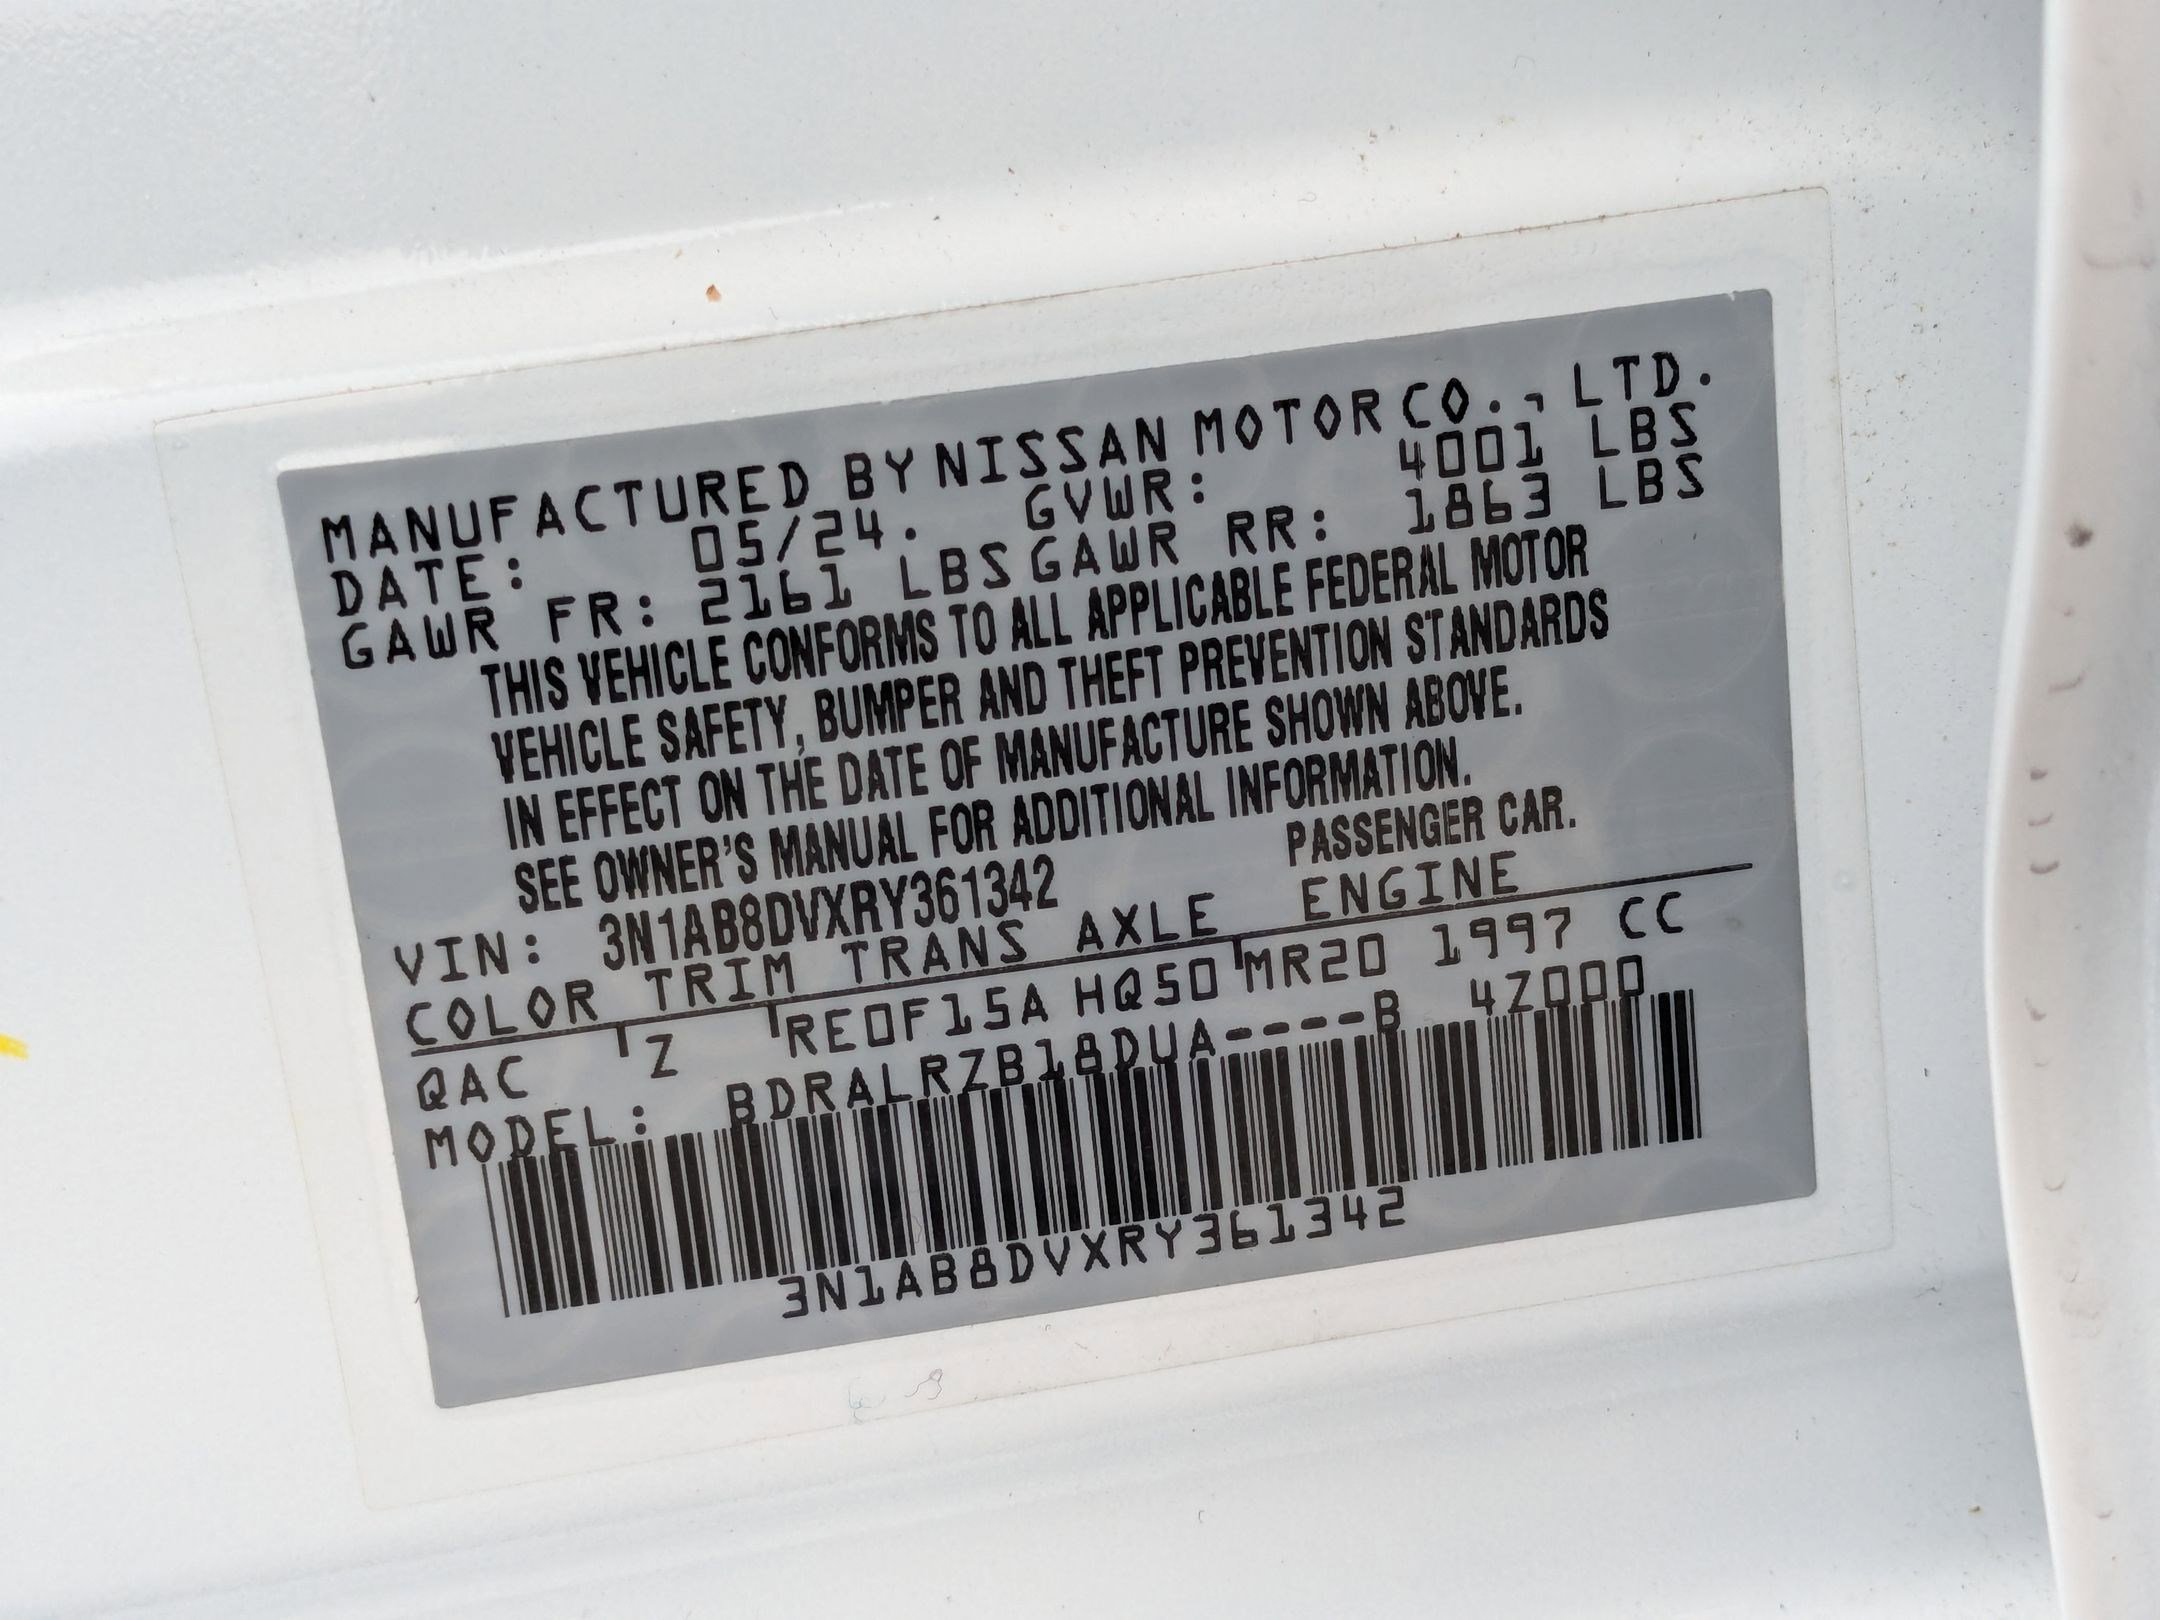 MANUFACTURED BY NISSAN MOTOR CO., LTD.
DATE: 05/24. GVWR: 4001 LBS
GAWR FR: 2161 LBS GAWR RR: 1863 LBS
THIS VEHICLE CONFORMS TO ALL APPLICABLE FEDERAL MOTOR
VEHICLE SAFETY, BUMPER AND THEFT PREVENTION STANDARDS
IN EFFECT ON THE DATE OF MANUFACTURE SHOWN ABOVE.
SEE OWNER'S MANUAL FOR ADDITIONAL INFORMATION.
VIN: 3N1AB8DVXRY361342 PASSENGER CAR.
COLOR TRIM TRANS AXLE ENGINE
QAC Z RE0F15A HQ50 MR20 1997 CC
MODEL: BDRALRZB18DUA----B 4Z000
3N1AB8DVXRY361342